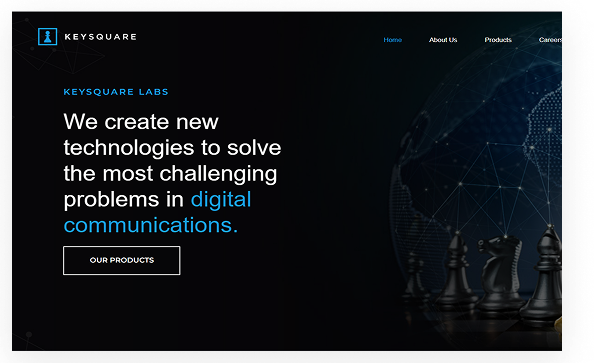 KEYSQUARE
Home About Us Products Careers
KEYSQUARE LABS
We create new
technologies to solve
the most challenging
problems in digital
communications.
OUR PRODUCTS